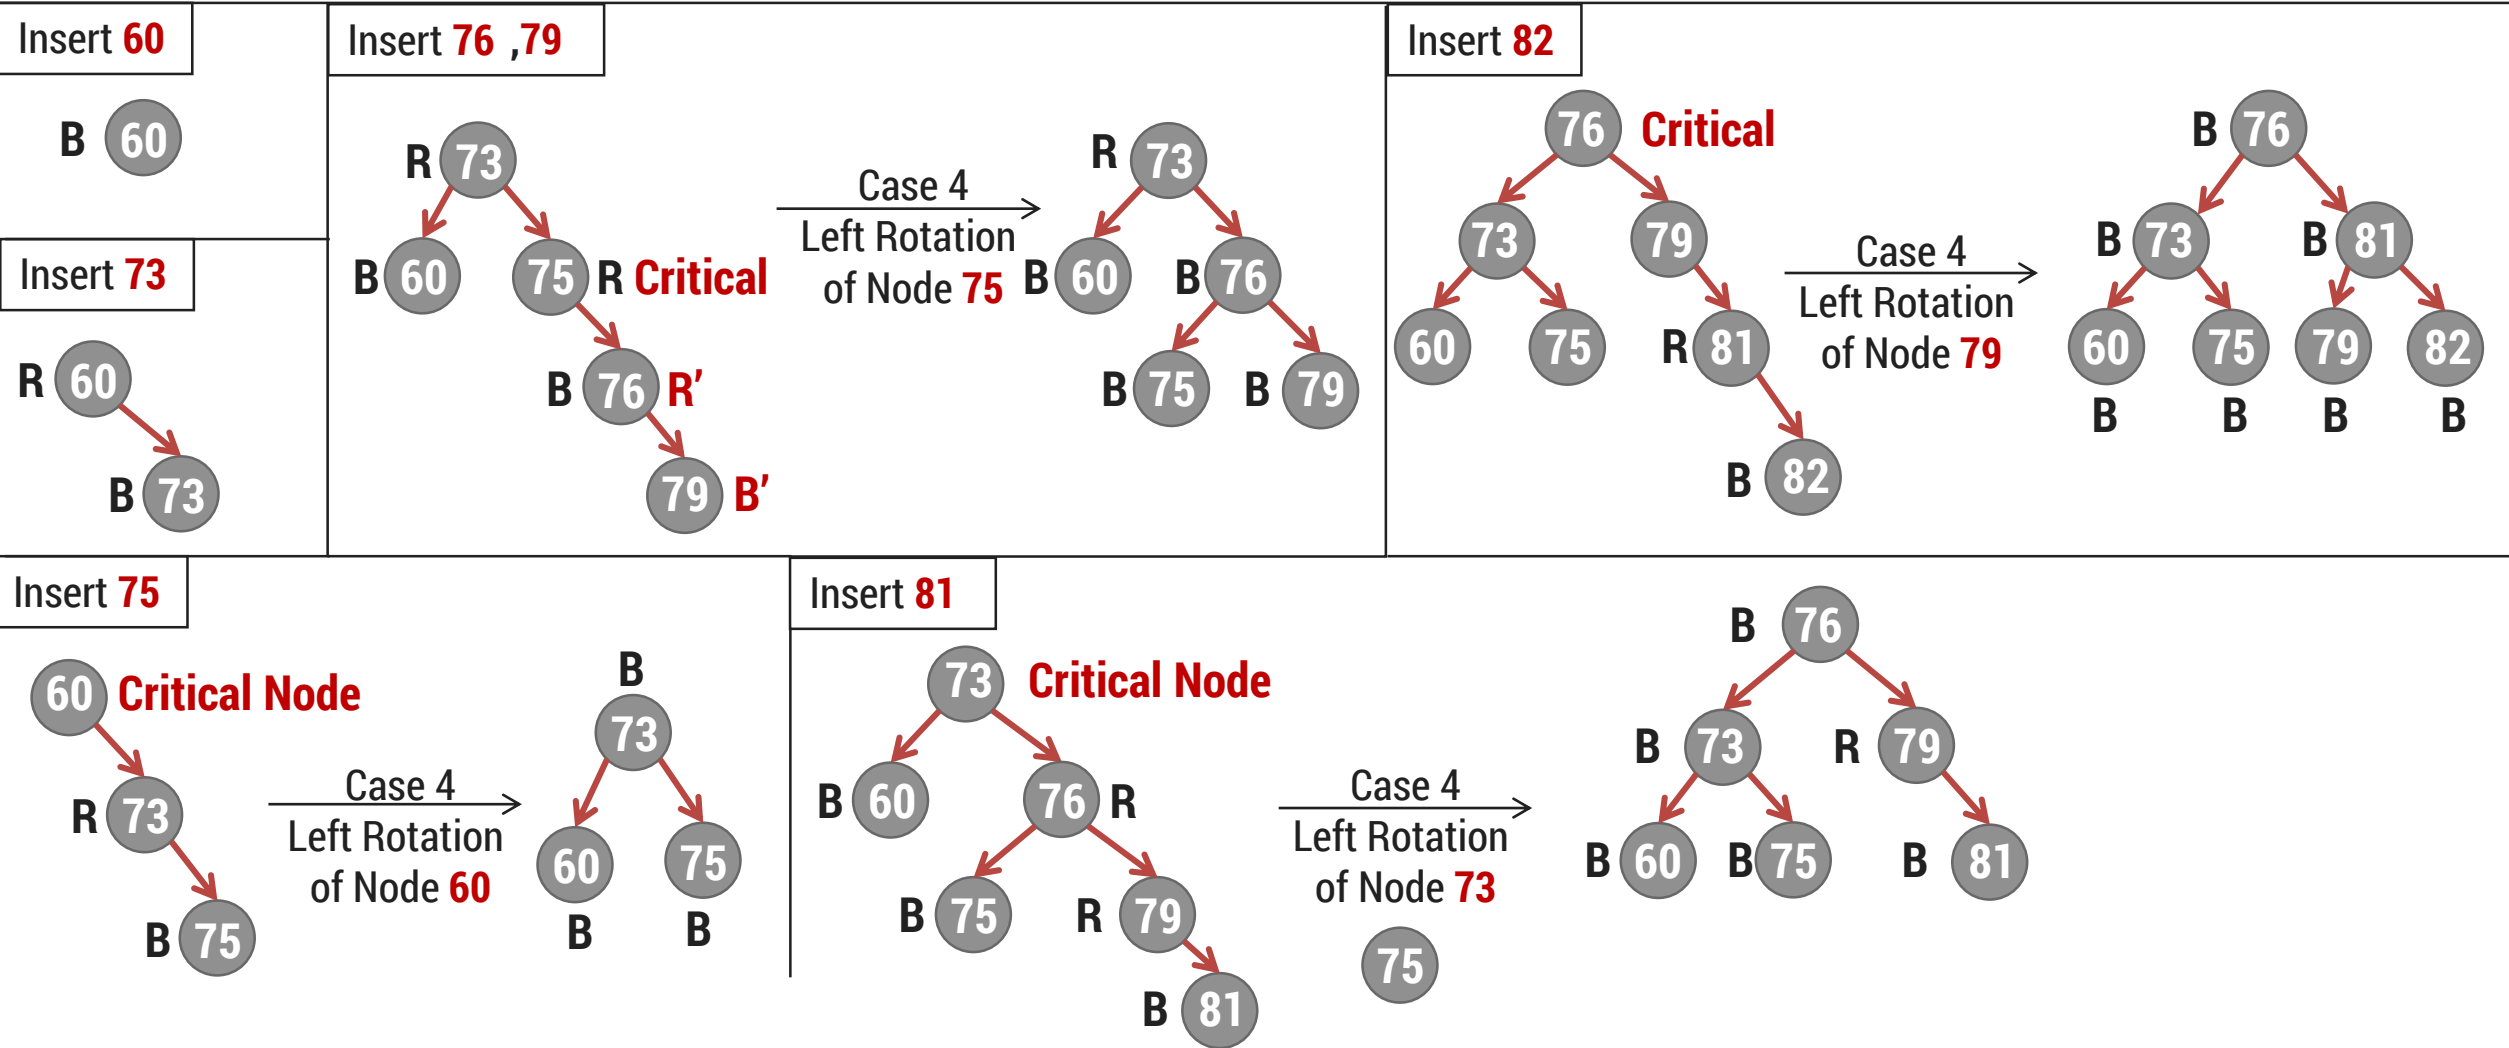 Insert 60
B 60
Insert 73
R 60
B 73
Insert 76 ,79
R 73
B 60 75 R Critical
B 76 R’
79 B’
Case 4
Left Rotation
of Node 75
R 73
B 60 B 76
B 75 B 79
Insert 82
76 Critical
73 79
60 75 R 81
B 82
Case 4
Left Rotation
of Node 79
B 76
B 73 B 81
60 75 79 82
B B B B
Insert 75
60 Critical Node
R 73
B 75
Case 4
Left Rotation
of Node 60
B
73
60 75
B B
Insert 81
73 Critical Node
B 60 76 R
B 75 R 79
B 81
Case 4
Left Rotation
of Node 73
75
B 76
B 73 R 79
B 60 B 75 B 81